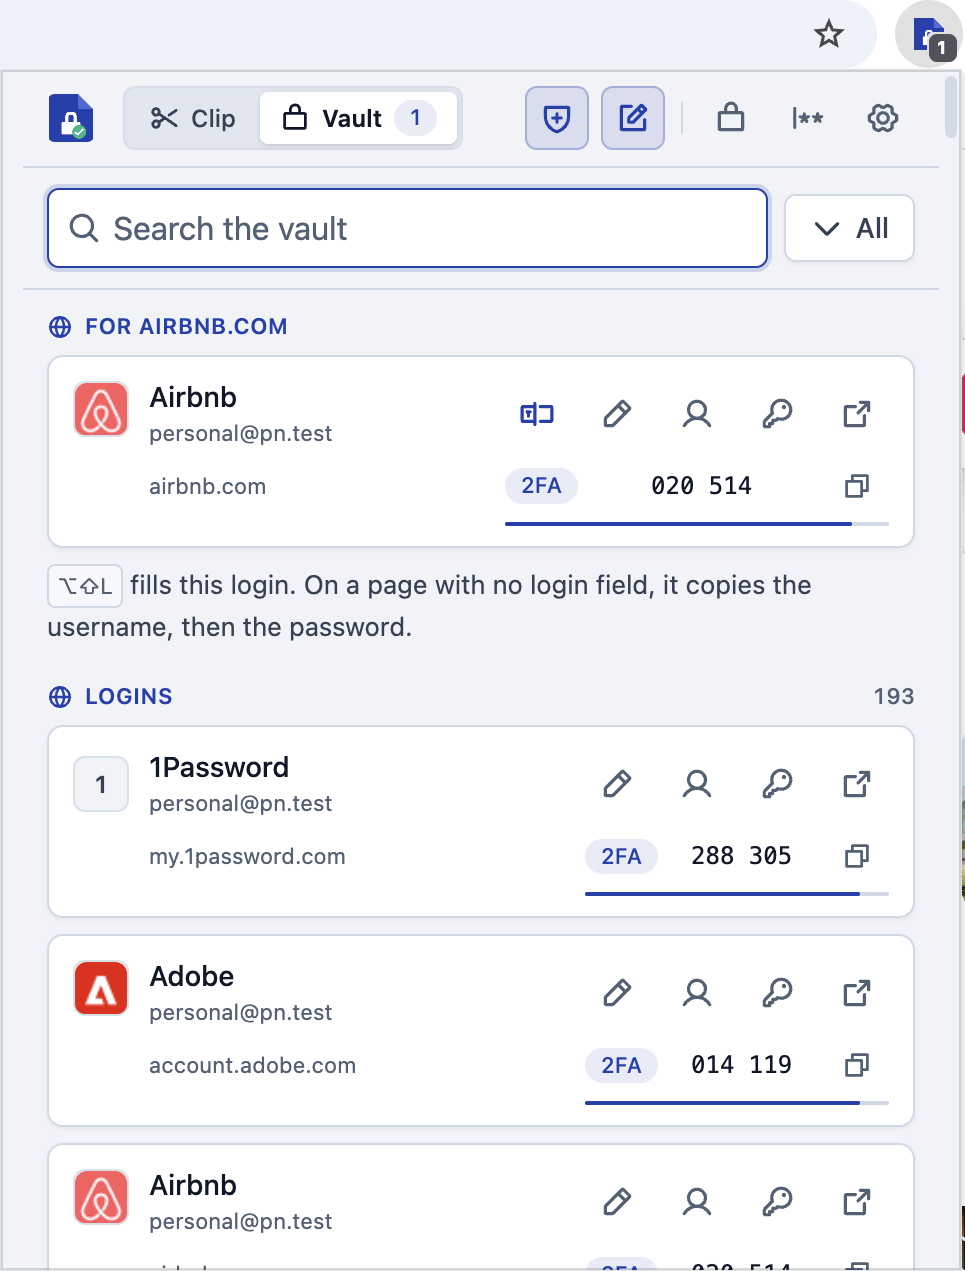 1
Clip
Vault 1
Search the vault
All
FOR AIRBNB.COM
Airbnb
personal@pn.test
airbnb.com
2FA 020 514
⌥⇧L fills this login. On a page with no login field, it copies the
username, then the password.
LOGINS 193
1
1Password
personal@pn.test
my.1password.com
2FA 288 305
Adobe
personal@pn.test
account.adobe.com
2FA 014 119
Airbnb
personal@pn.test